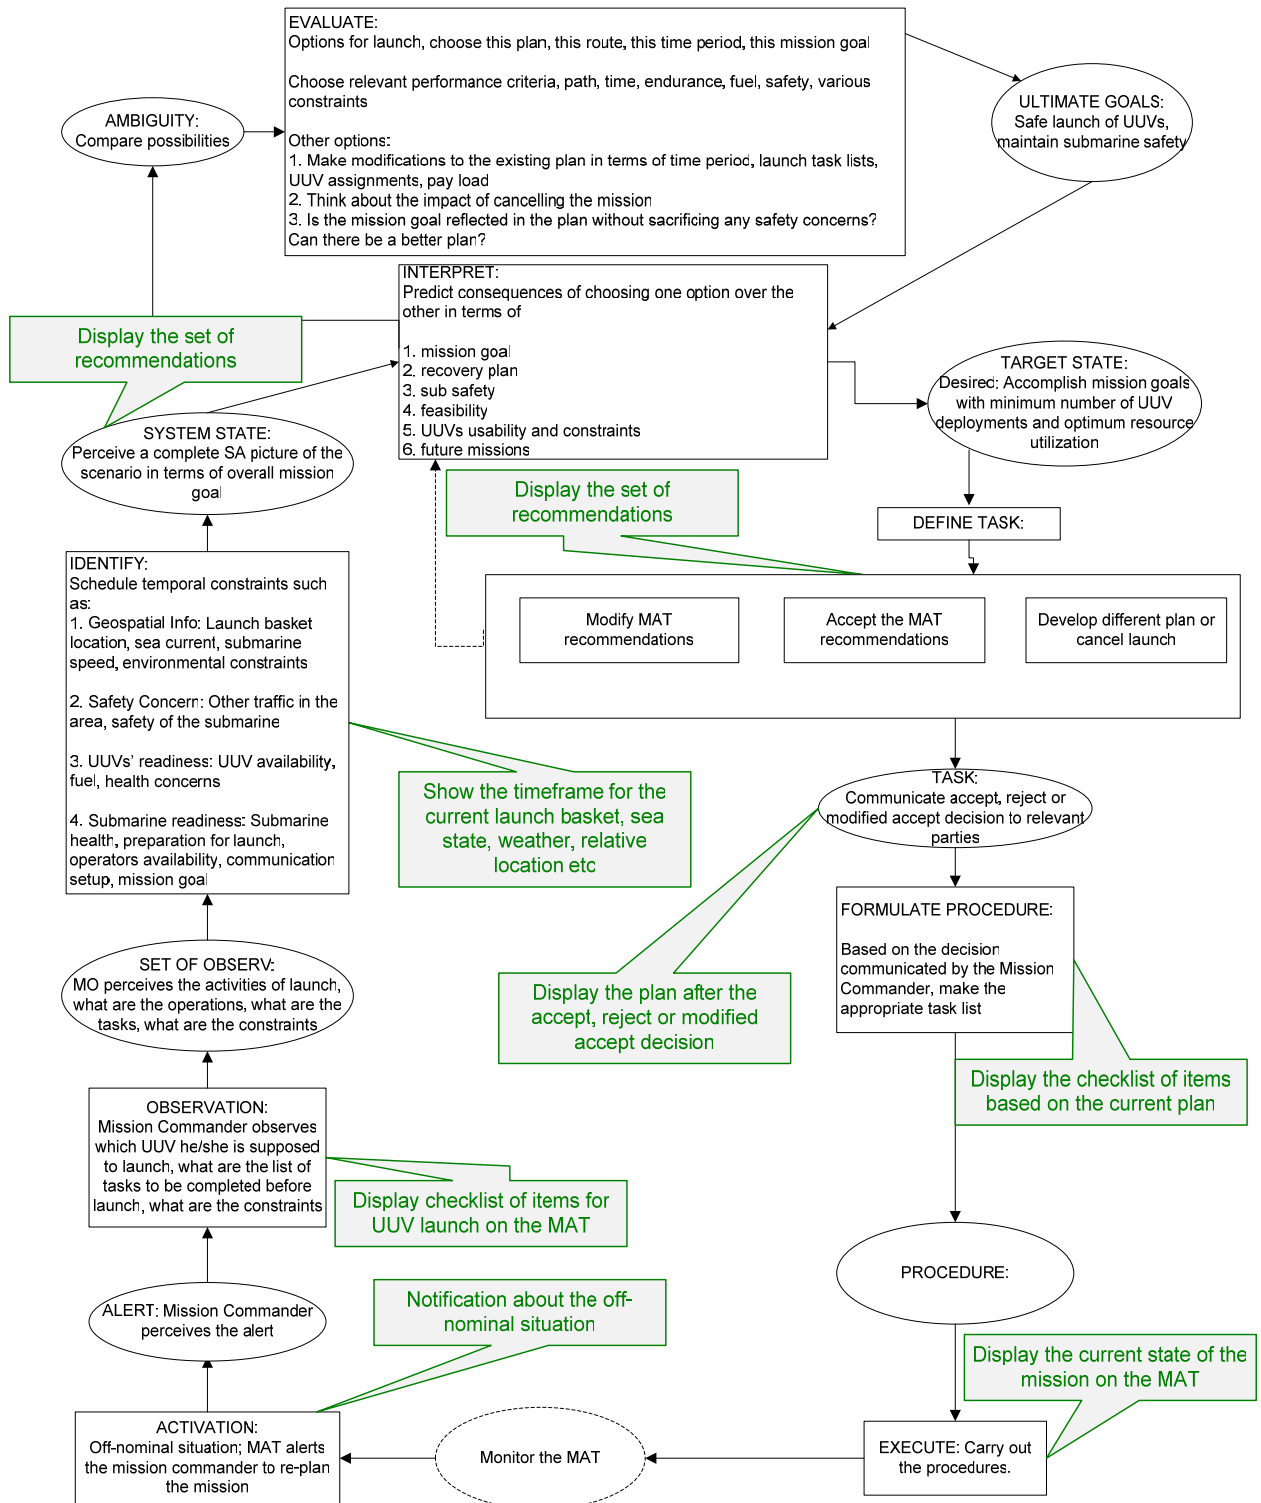 EVALUATE:
Options for launch, choose this plan, this route, this time period, this mission goal
Choose relevant performance criteria, path, time, endurance, fuel, safety, various
constraints
Other options:
1. Make modifications to the existing plan in terms of time period, launch task lists,
UUV assignments, pay load
2. Think about the impact of cancelling the mission
3. Is the mission goal reflected in the plan without sacrificing any safety concerns?
Can there be a better plan?
AMBIGUITY:
Compare possibilities
ULTIMATE GOALS:
Safe launch of UUVs,
maintain submarine safety
INTERPRET:
Predict consequences of choosing one option over the
other in terms of
1. mission goal
2. recovery plan
3. sub safety
4. feasibility
5. UUVs usability and constraints
6. future missions
Display the set of
recommendations
TARGET STATE:
Desired: Accomplish mission goals
with minimum number of UUV
deployments and optimum resource
utilization
SYSTEM STATE:
Perceive a complete SA picture of the
scenario in terms of overall mission
goal
Display the set of
recommendations
DEFINE TASK:
IDENTIFY:
Schedule temporal constraints such
as:
1. Geospatial Info: Launch basket
location, sea current, submarine
speed, environmental constraints
2. Safety Concern: Other traffic in the
area, safety of the submarine
3. UUVs' readiness: UUV availability,
fuel, health concerns
4. Submarine readiness: Submarine
health, preparation for launch,
operators availability, communication
setup, mission goal
Modify MAT
recommendations
Accept the MAT
recommendations
Develop different plan or
cancel launch
Show the timeframe for the
current launch basket, sea
state, weather, relative
location etc
TASK:
Communicate accept, reject or
modified accept decision to relevant
parties
FORMULATE PROCEDURE:
Based on the decision
communicated by the Mission
Commander, make the
appropriate task list
SET OF OBSERV:
MO perceives the activities of launch,
what are the operations, what are the
tasks, what are the constraints
Display the plan after the
accept, reject or modified
accept decision
Display the checklist of items
based on the current plan
OBSERVATION:
Mission Commander observes
which UUV he/she is supposed
to launch, what are the list of
tasks to be completed before
launch, what are the constraints
Display checklist of items for
UUV launch on the MAT
PROCEDURE:
ALERT: Mission Commander
perceives the alert
Notification about the off-
nominal situation
Display the current state of the
mission on the MAT
ACTIVATION:
Off-nominal situation; MAT alerts
the mission commander to re-plan
the mission
Monitor the MAT
EXECUTE: Carry out
the procedures.